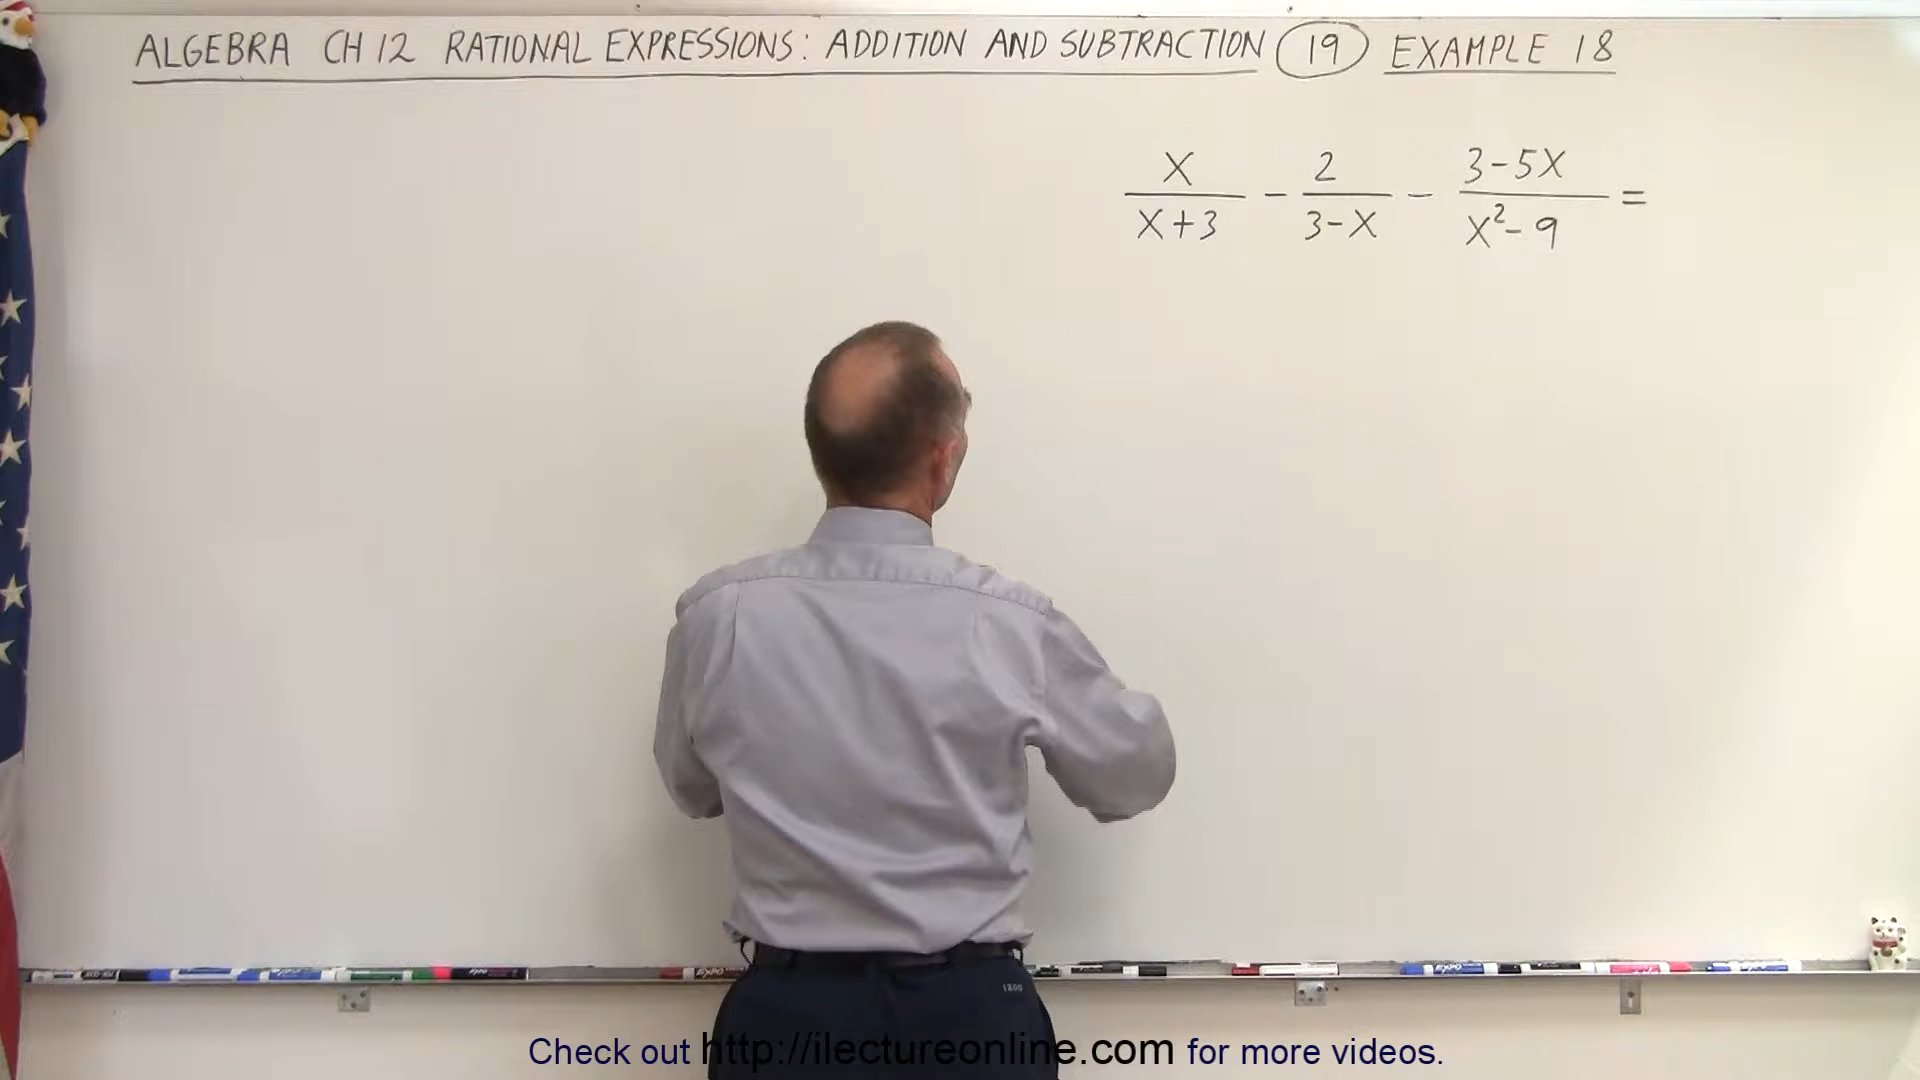 ALGEBRA CH 12 RATIONAL EXPRESSIONS: ADDITION AND SUBTRACTION 19 EXAMPLE 18
X/(X+3) - 2/(3-X) - (3-5X)/(X²-9) =
Check out http://ilectureonline.com for more videos.